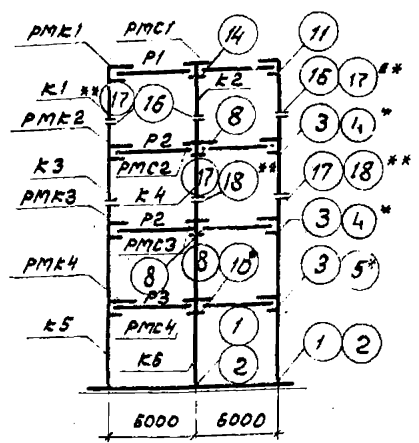 РМК1
РМС1
14
11
Р1
К1 **
17
16
К2
16 17 **
РМК2
8
3 4 *
Р2
РМС2
К3
К4
17
18 **
17 18 **
РМК3
Р2
3 4 *
РМС3
РМК4
8
8
10 *
3 5 *
Р3
К5
РМС4
1
К6
2
1 2
6000 6000